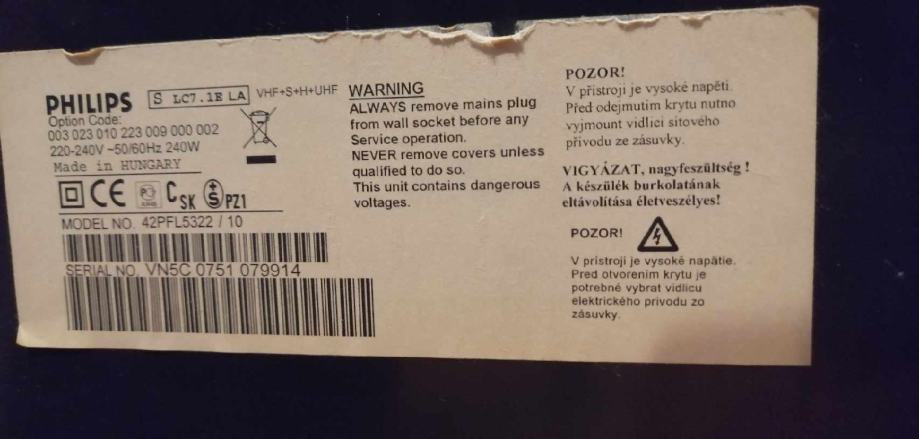 PHILIPS
S LC7.1E LA
VHF+S+H+UHF
Option Code:
003 023 010 223 009 000 002
220-240V ~50/60Hz 240W
Made in HUNGARY
CE
C SK
S PZ1
MODEL NO. 42PFL5322 / 10
SERIAL NO. VN5C 0751 079914
WARNING
ALWAYS remove mains plug
from wall socket before any
Service operation.
NEVER remove covers unless
qualified to do so.
This unit contains dangerous
voltages.
POZOR!
V přístroji je vysoké napětí.
Před odejmutím krytu nutno
vyjmout vidlici síťového
přívodu ze zásuvky.
VIGYÁZAT, nagyfeszültség !
A készülék burkolatának
eltávolítása életveszélyes!
POZOR!
V prístroji je vysoké napätie.
Pred otvorením krytu je
potrebné vybrat vidlicu
elektrického prívodu zo
zásuvky.